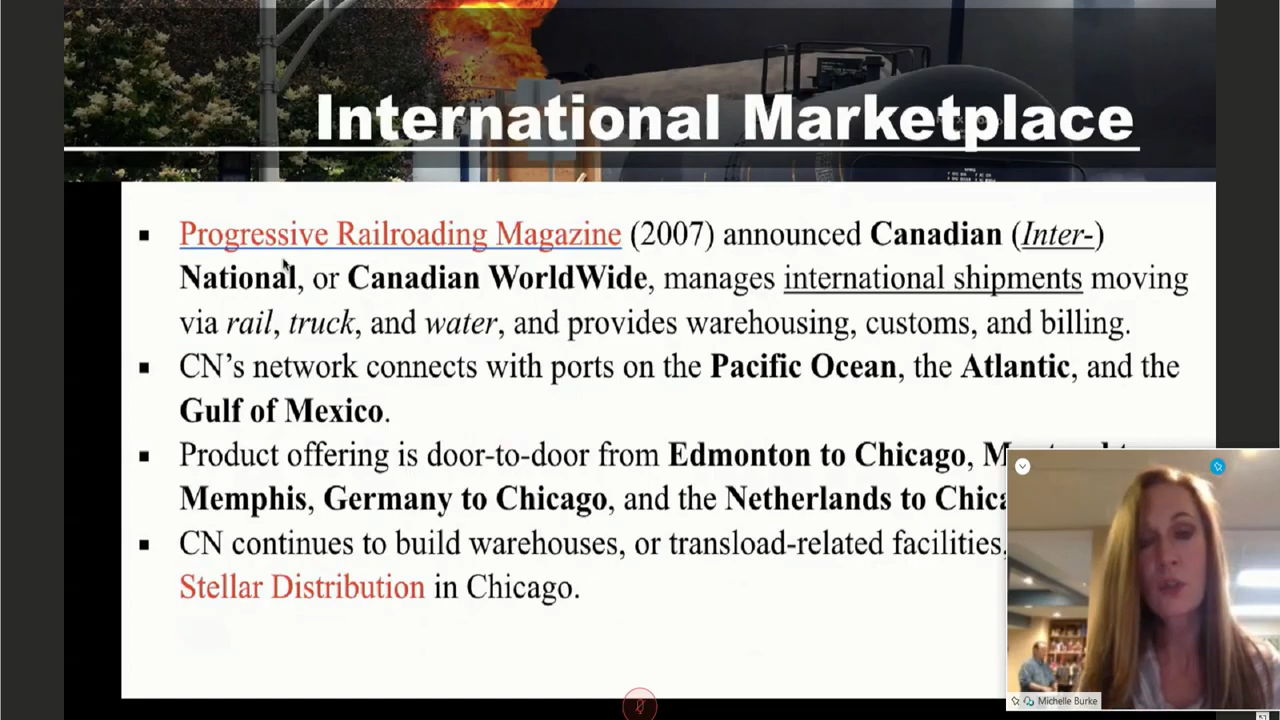 International Marketplace
Progressive Railroading Magazine (2007) announced Canadian (Inter-)
National, or Canadian WorldWide, manages international shipments moving
via rail, truck, and water, and provides warehousing, customs, and billing.
CN’s network connects with ports on the Pacific Ocean, the Atlantic, and the
Gulf of Mexico.
Product offering is door-to-door from Edmonton to Chicago,
Memphis, Germany to Chicago, and the Netherlands to
CN continues to build warehouses, or transload-related facilities,
Stellar Distribution in Chicago.
Michelle Burke